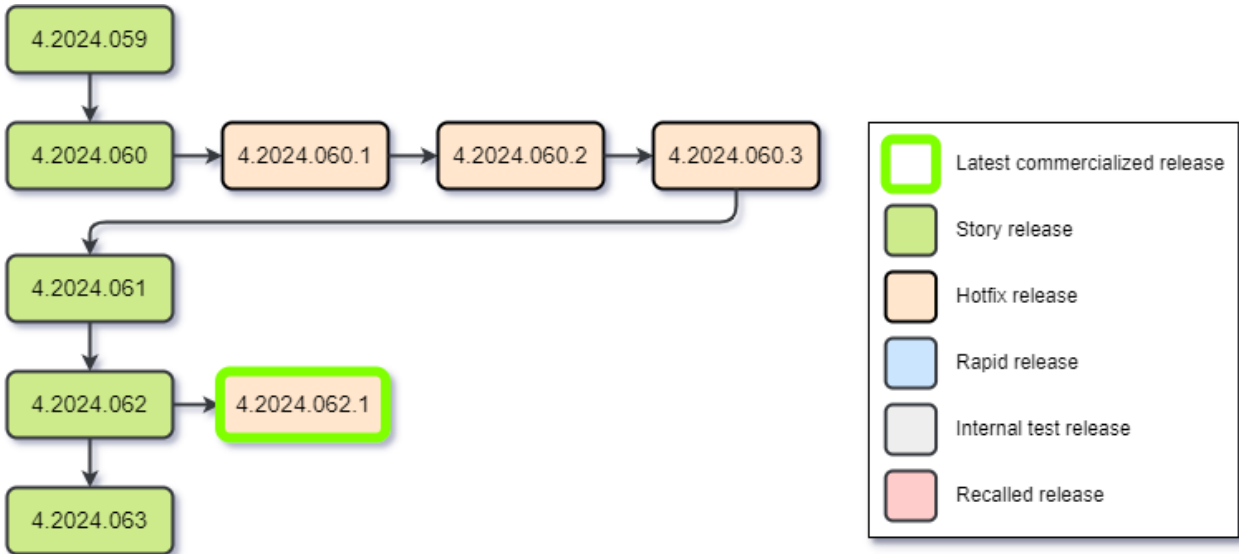 4.2024.059
4.2024.060
4.2024.060.1
4.2024.060.2
4.2024.060.3
4.2024.061
4.2024.062
4.2024.062.1
4.2024.063
Latest commercialized release
Story release
Hotfix release
Rapid release
Internal test release
Recalled release